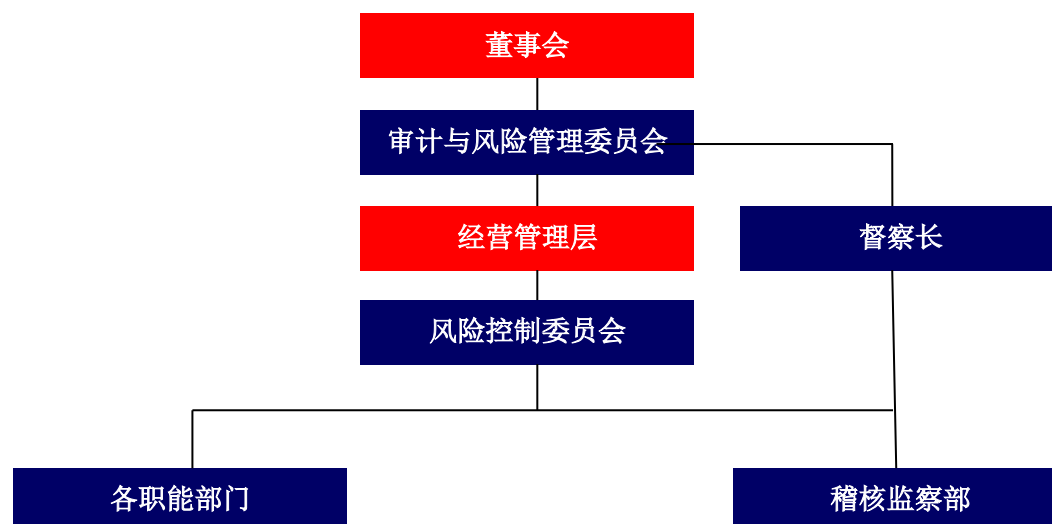 董事会
审计与风险管理委员会
经营管理层
督察长
风险控制委员会
各职能部门
稽核监察部